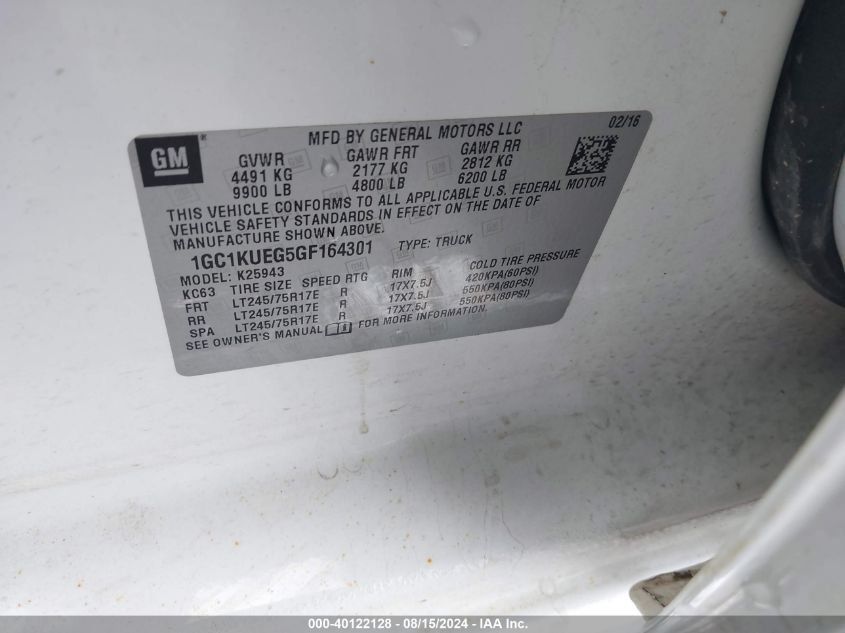 GM
MFD BY GENERAL MOTORS LLC 02/16
GVWR GAWR FRT GAWR RR
4491 KG 2177 KG 2812 KG
9900 LB 4800 LB 6200 LB
THIS VEHICLE CONFORMS TO ALL APPLICABLE U.S. FEDERAL MOTOR
VEHICLE SAFETY STANDARDS IN EFFECT ON THE DATE OF
MANUFACTURE SHOWN ABOVE.
1GC1KUEG5GF164301 TYPE: TRUCK
MODEL: K25943
KC63 TIRE SIZE SPEED RTG RIM COLD TIRE PRESSURE
FRT LT245/75R17E R 17X7.5J 420KPA(60PSI)
RR LT245/75R17E R 17X7.5J 550KPA(80PSI)
SPA LT245/75R17E R 17X7.5J 550KPA(80PSI)
SEE OWNER'S MANUAL FOR MORE INFORMATION.
000-40122128 - 08/15/2024 - IAA Inc.